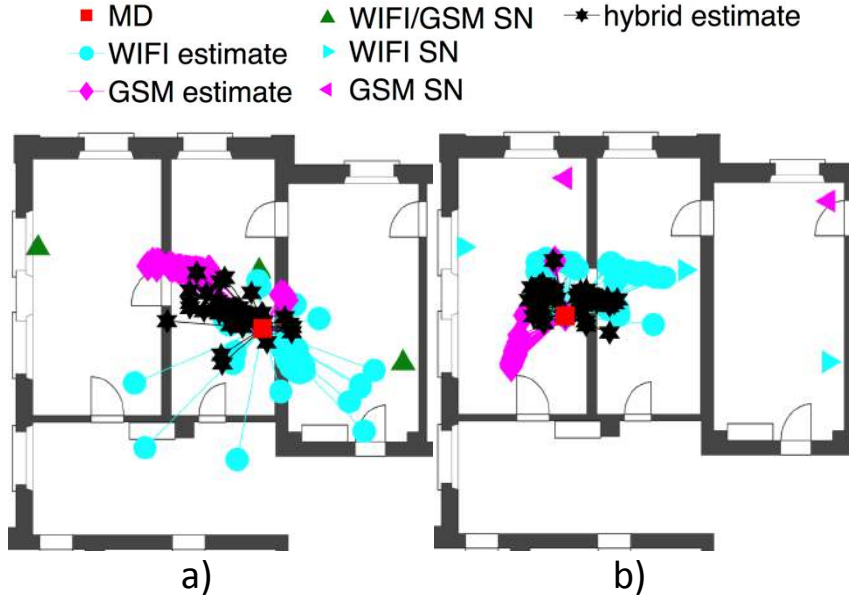 MD WIFI/GSM SN hybrid estimate
WIFI estimate WIFI SN
GSM estimate GSM SN
a) b)